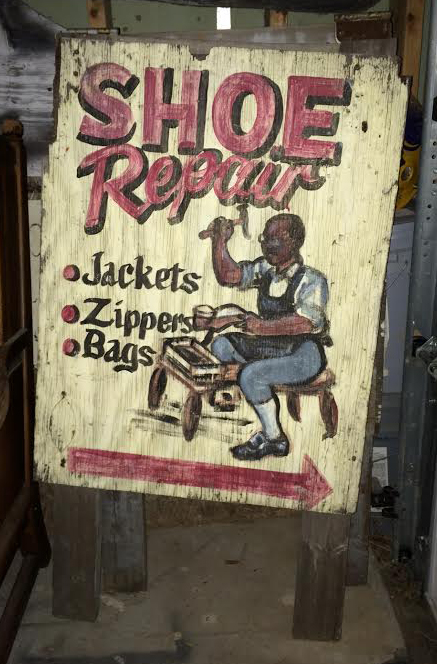 SHOE
Repair
Jackets
Zippers
Bags